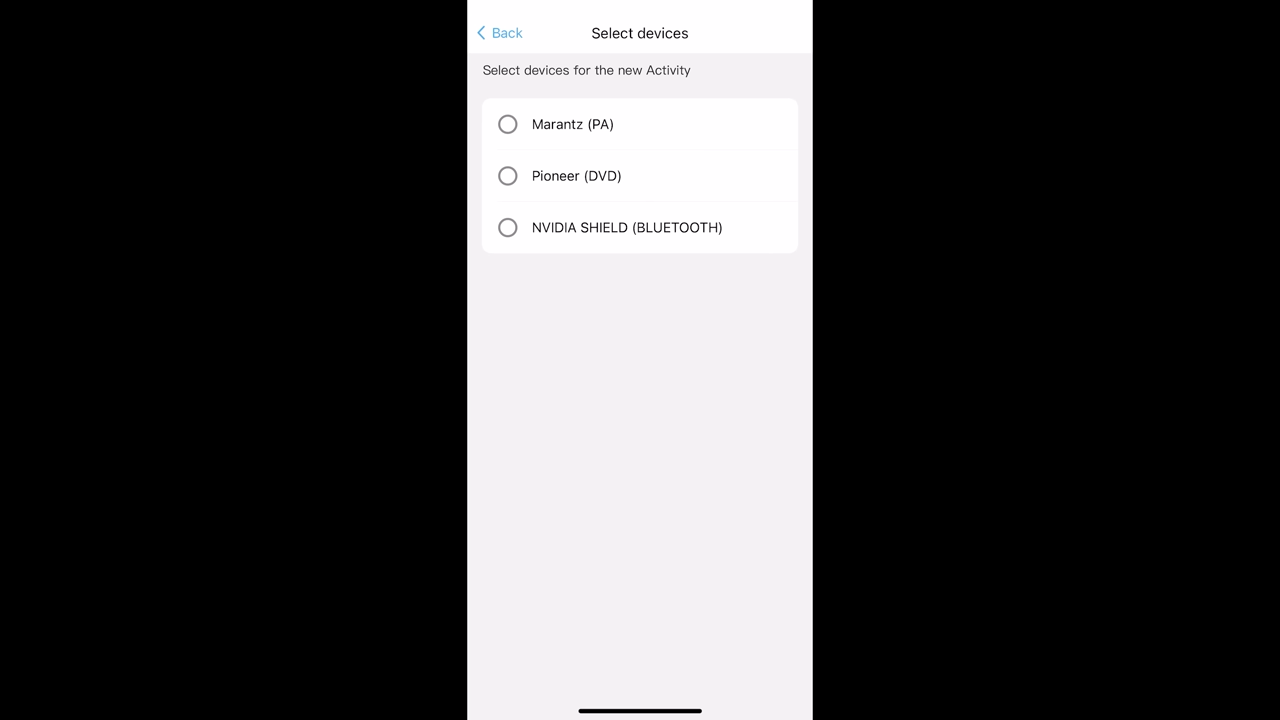 Back
Select devices
Select devices for the new Activity
Marantz (PA)
Pioneer (DVD)
NVIDIA SHIELD (BLUETOOTH)